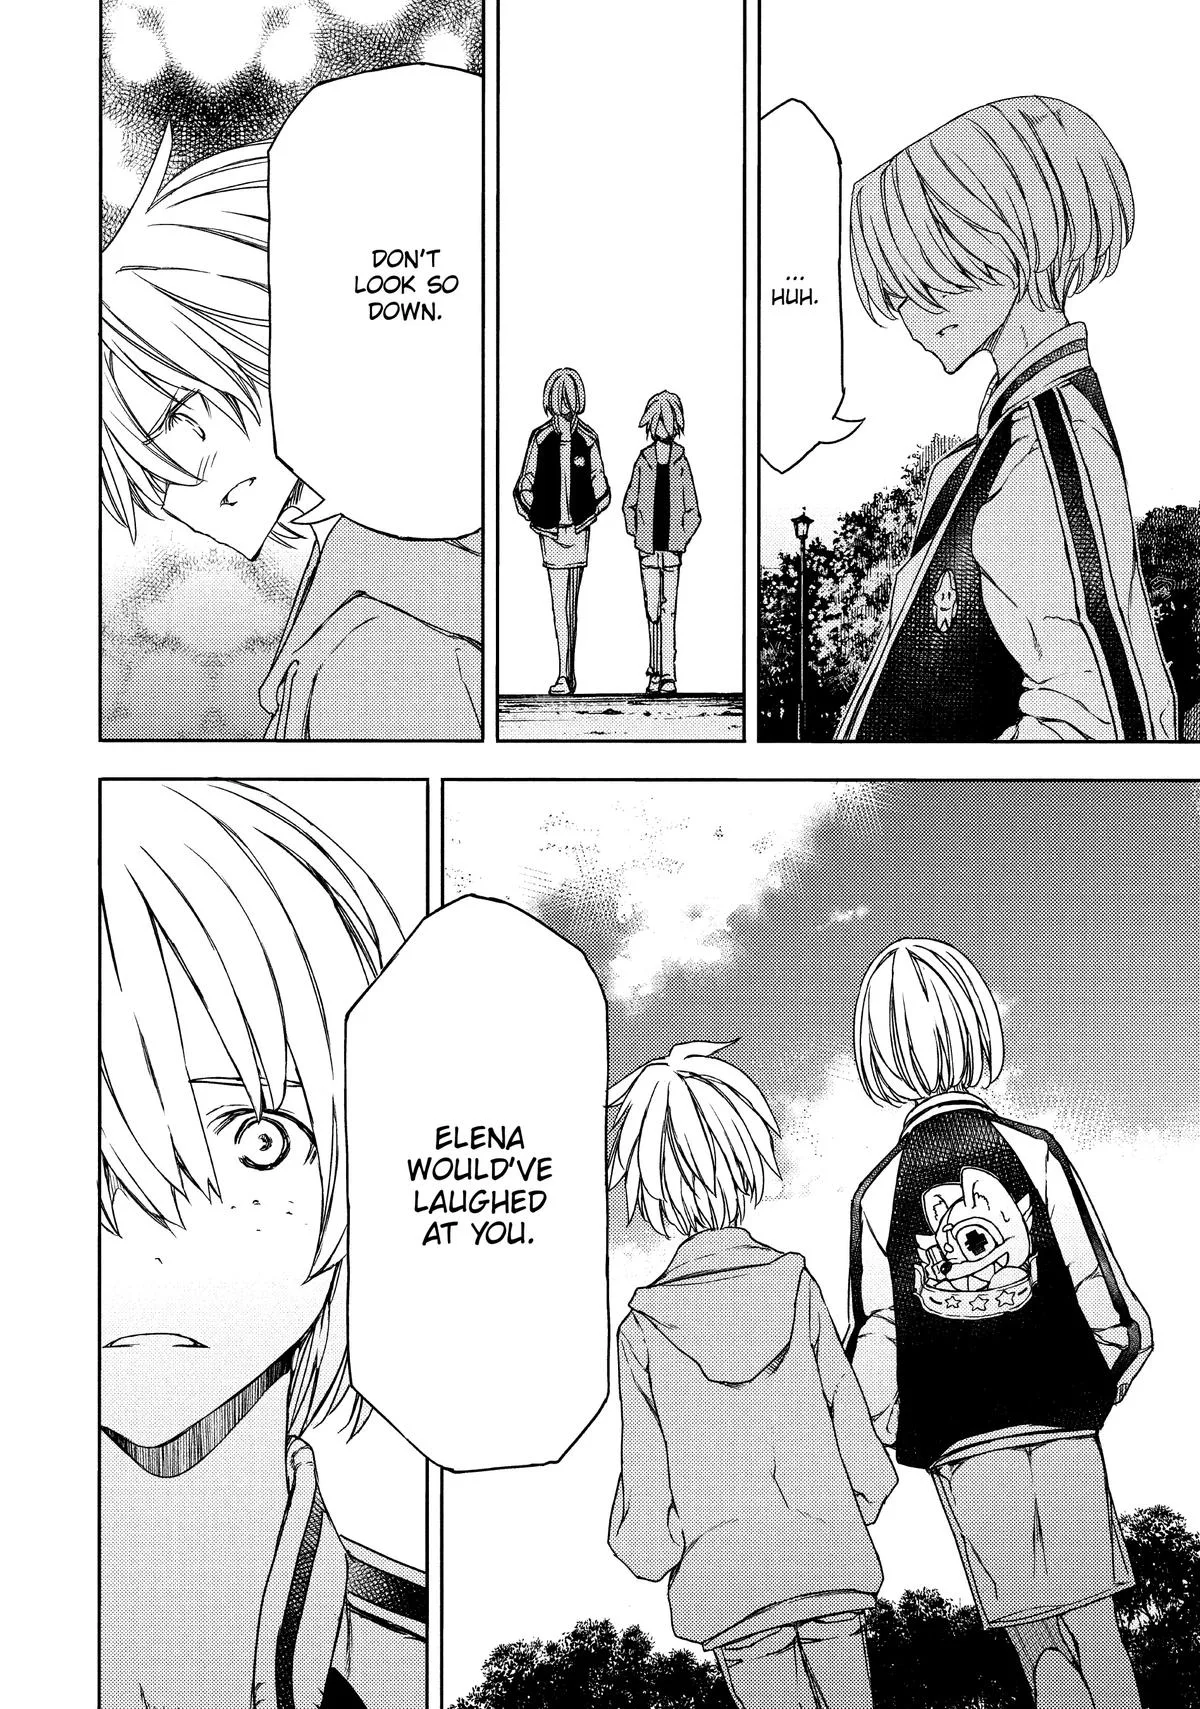 ...
HUH.
DON'T
LOOK SO
DOWN.
ELENA
WOULD'VE
LAUGHED
AT YOU.